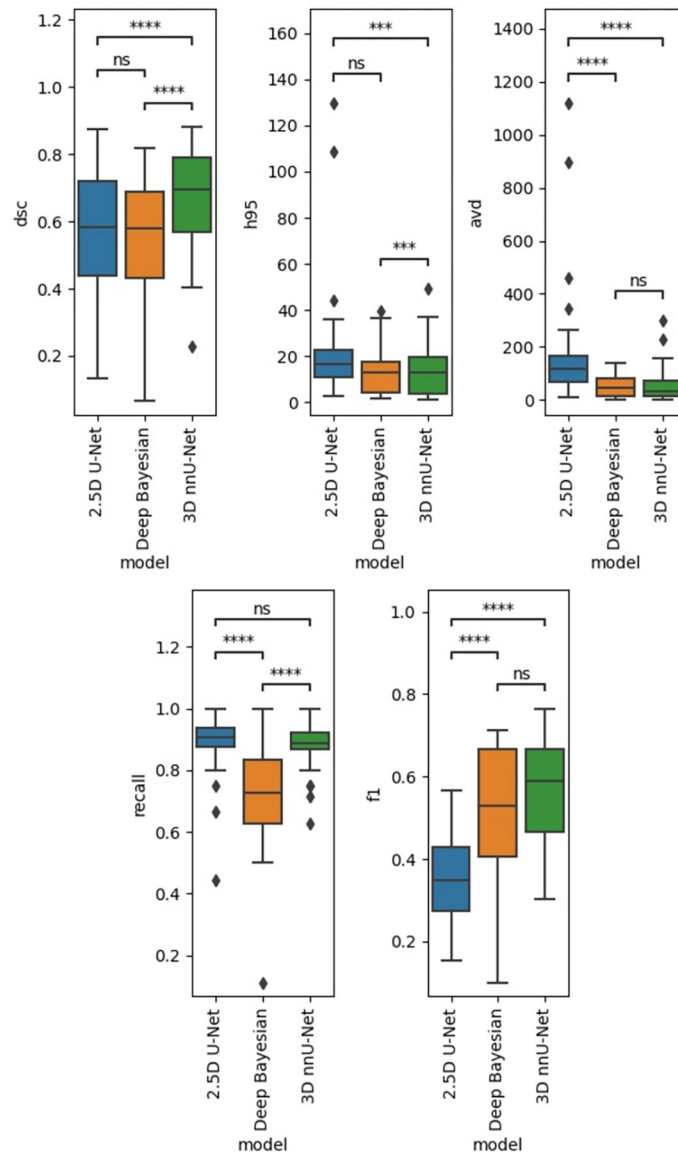 1.2
1.0
0.8
0.6
0.4
0.2
dsc
****
ns
****
2.5D U-Net
Deep Bayesian
3D nnU-Net
model
160
140
120
100
80
60
40
20
0
h95
***
ns
***
2.5D U-Net
Deep Bayesian
3D nnU-Net
model
1400
1200
1000
800
600
400
200
0
avd
****
****
ns
2.5D U-Net
Deep Bayesian
3D nnU-Net
model
1.2
1.0
0.8
0.6
0.4
0.2
recall
ns
****
****
2.5D U-Net
Deep Bayesian
3D nnU-Net
model
1.0
0.8
0.6
0.4
0.2
f1
****
****
ns
2.5D U-Net
Deep Bayesian
3D nnU-Net
model